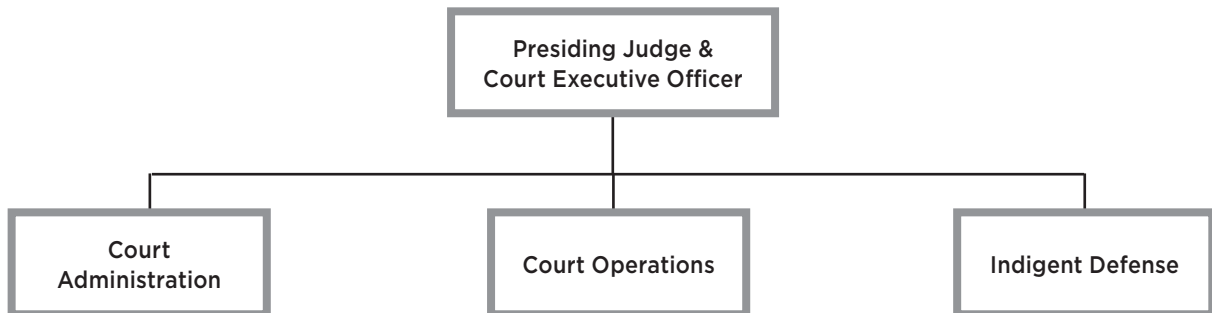 Presiding Judge &
Court Executive Officer
Court
Administration
Court Operations
Indigent Defense